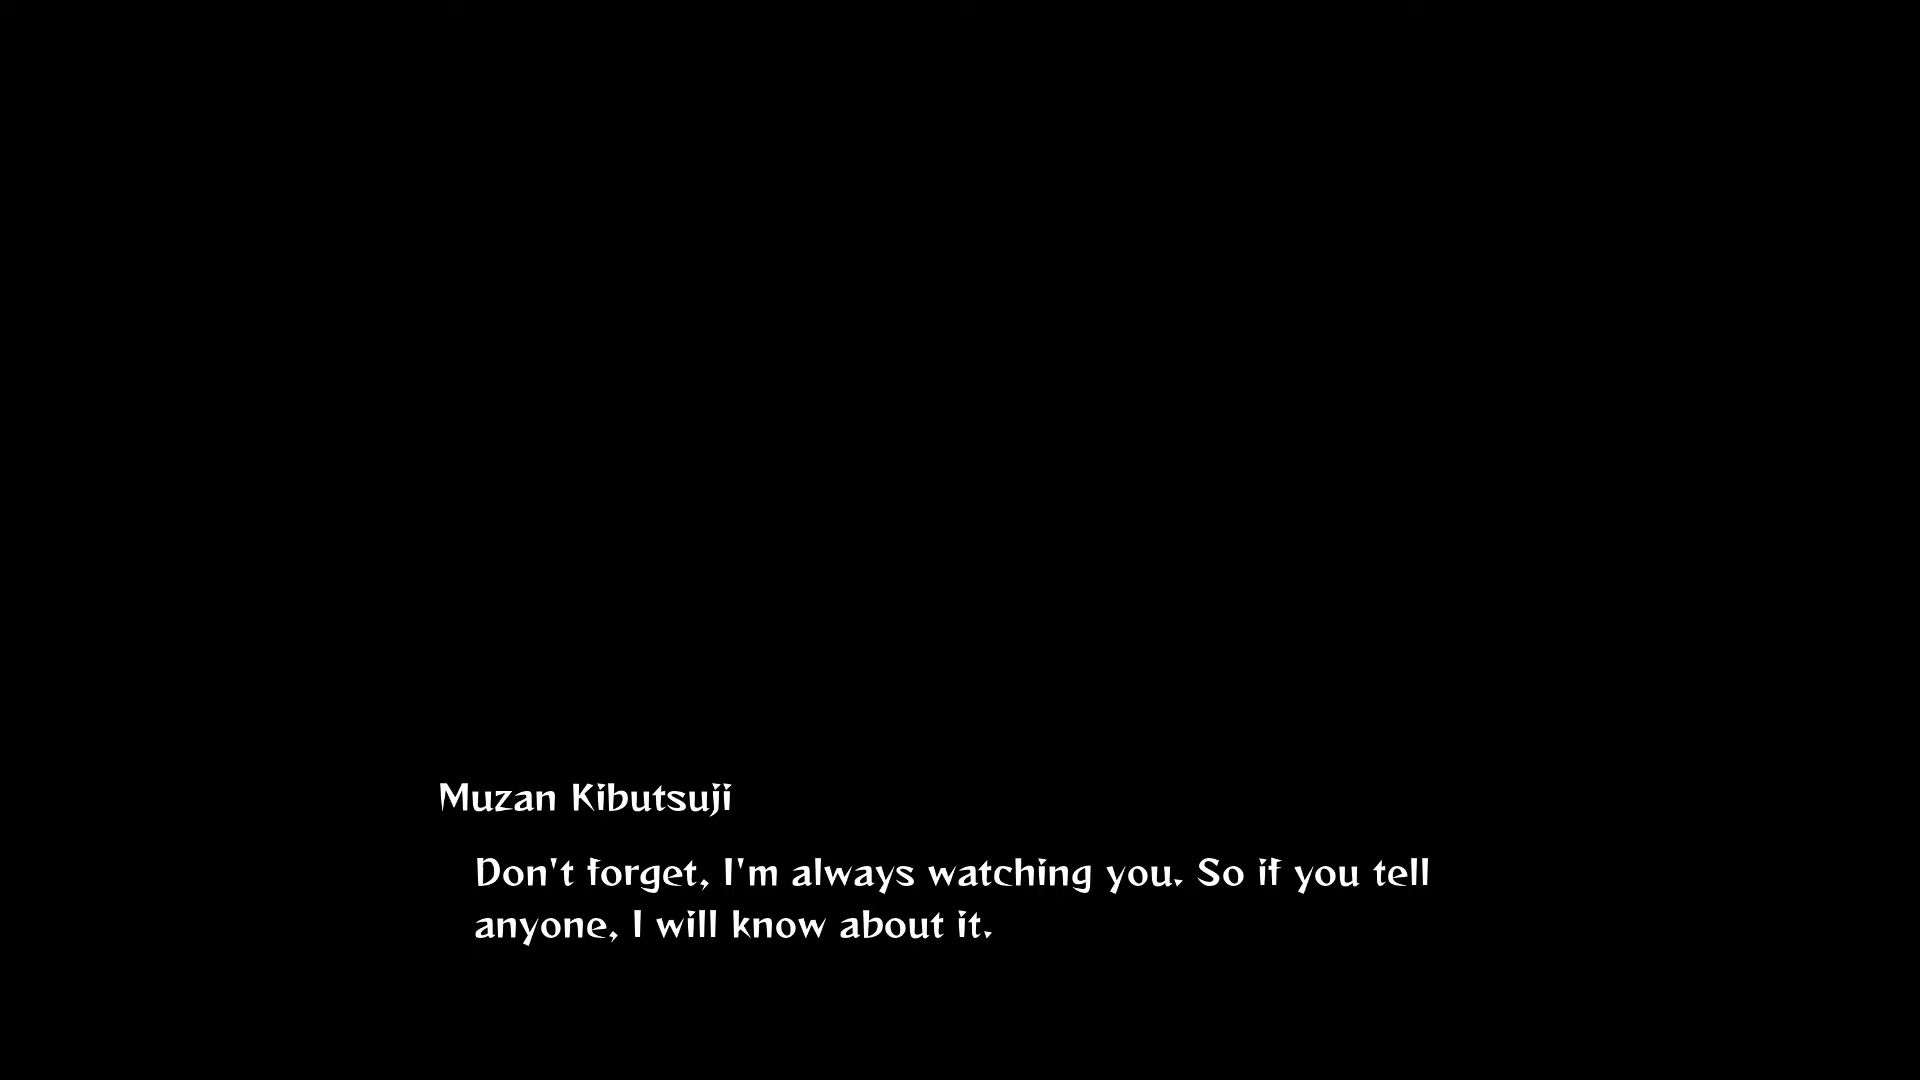 Muzan Kibutsuji
Don't forget, I'm always watching you. So if you tell
anyone, I will know about it.